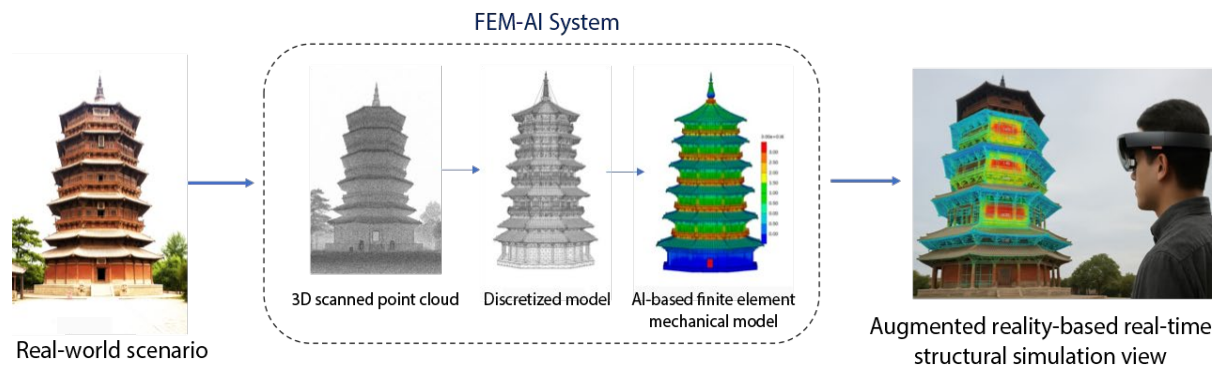 FEM-AI System
3D scanned point cloud
Discretized model
AI-based finite element
mechanical model
Real-world scenario
Augmented reality-based real-time
structural simulation view